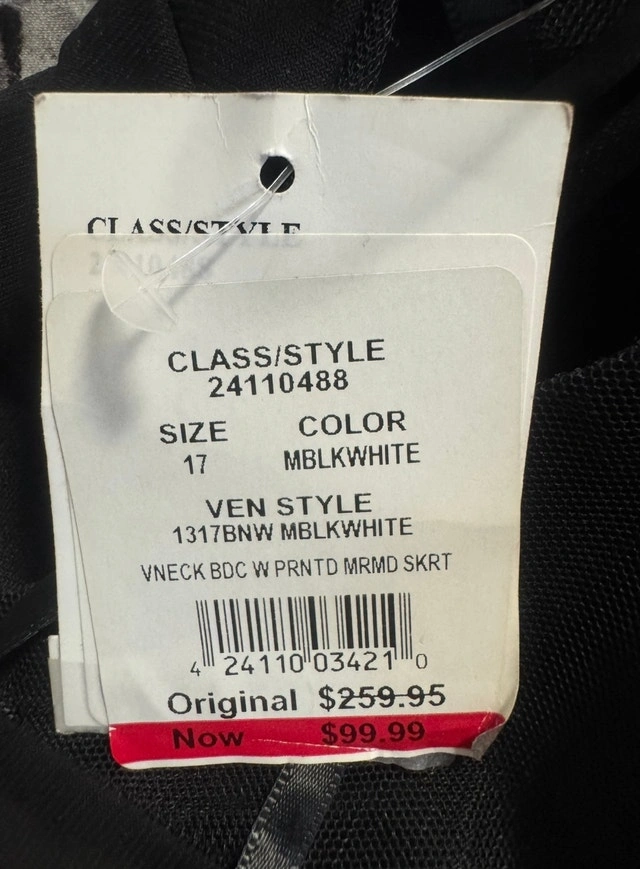 CLASS/STYLE
CLASS/STYLE
24110488
SIZE COLOR
17 MBLKWHITE
VEN STYLE
1317BNW MBLKWHITE
VNECK BDC W PRNTD MRMD SKRT
4 24110 03421 0
Original $259.95
Now $99.99